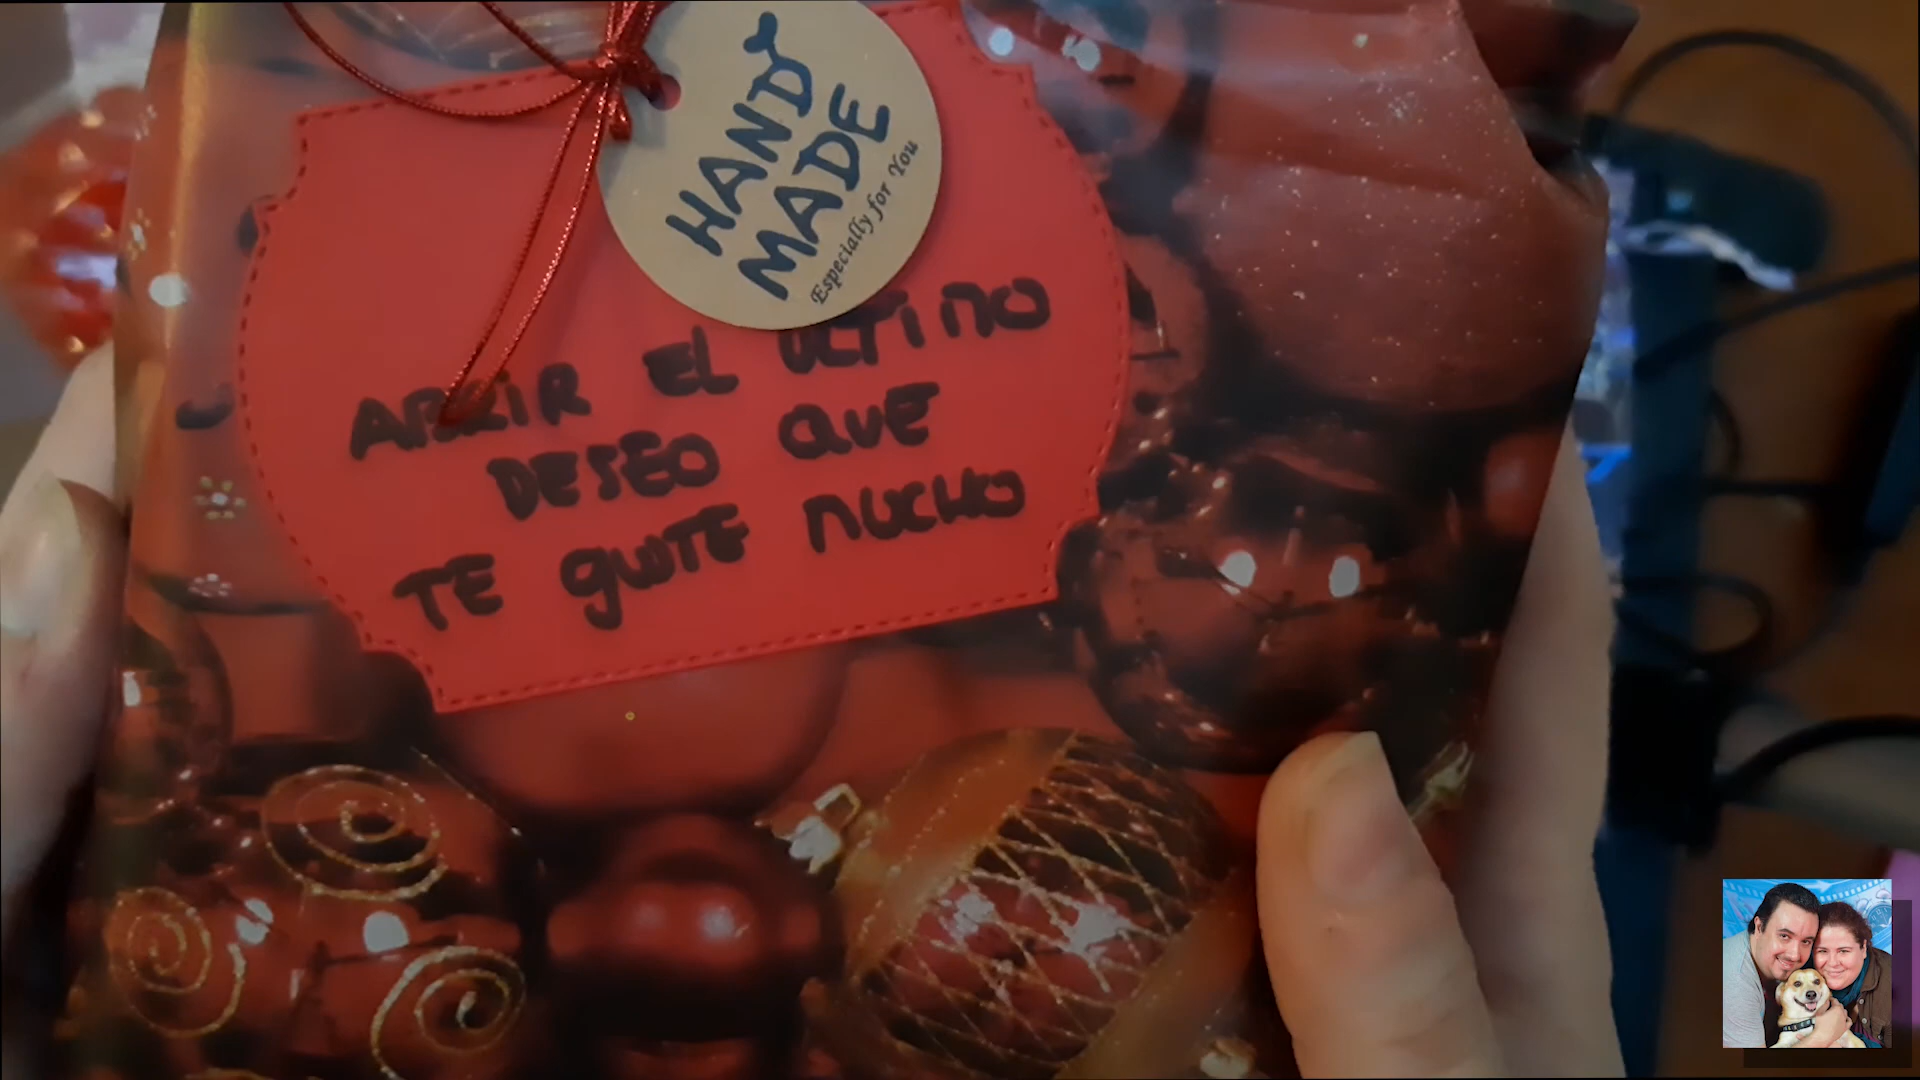 HAND
MADE
Especially for You
ABRIR EL ULTIMO
DESEO QUE
TE GUSTE MUCHO